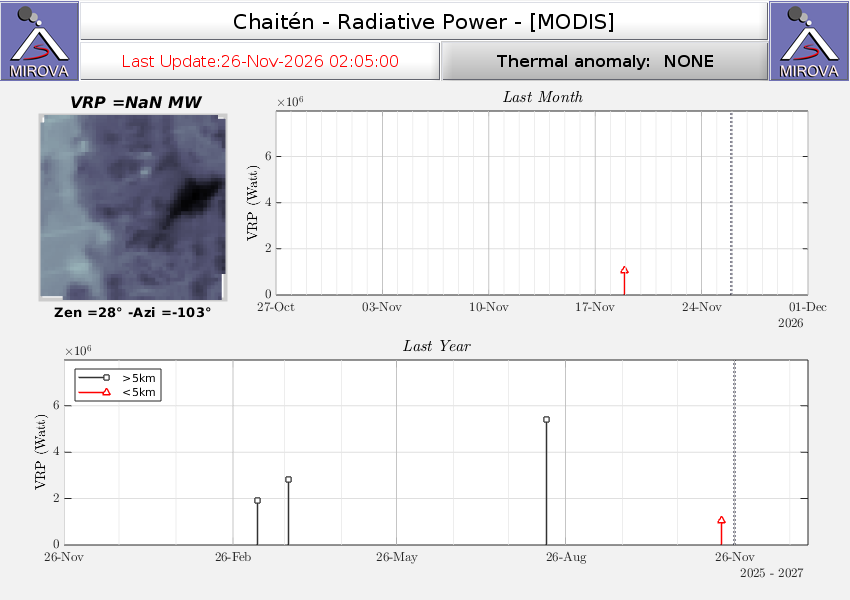 Chaitén - Radiative Power - [MODIS]
MIROVA
Last Update:26-Nov-2026 02:05:00
Thermal anomaly: NONE
MIROVA
VRP =NaN MW
Zen =28° -Azi =-103°
Last Month
×10⁶
VRP (Watt)
6
4
2
0
27-Oct 03-Nov 10-Nov 17-Nov 24-Nov 01-Dec
2026
Last Year
×10⁶
VRP (Watt)
>5km
<5km
6
4
2
0
26-Nov 26-Feb 26-May 26-Aug 26-Nov
2025 - 2027